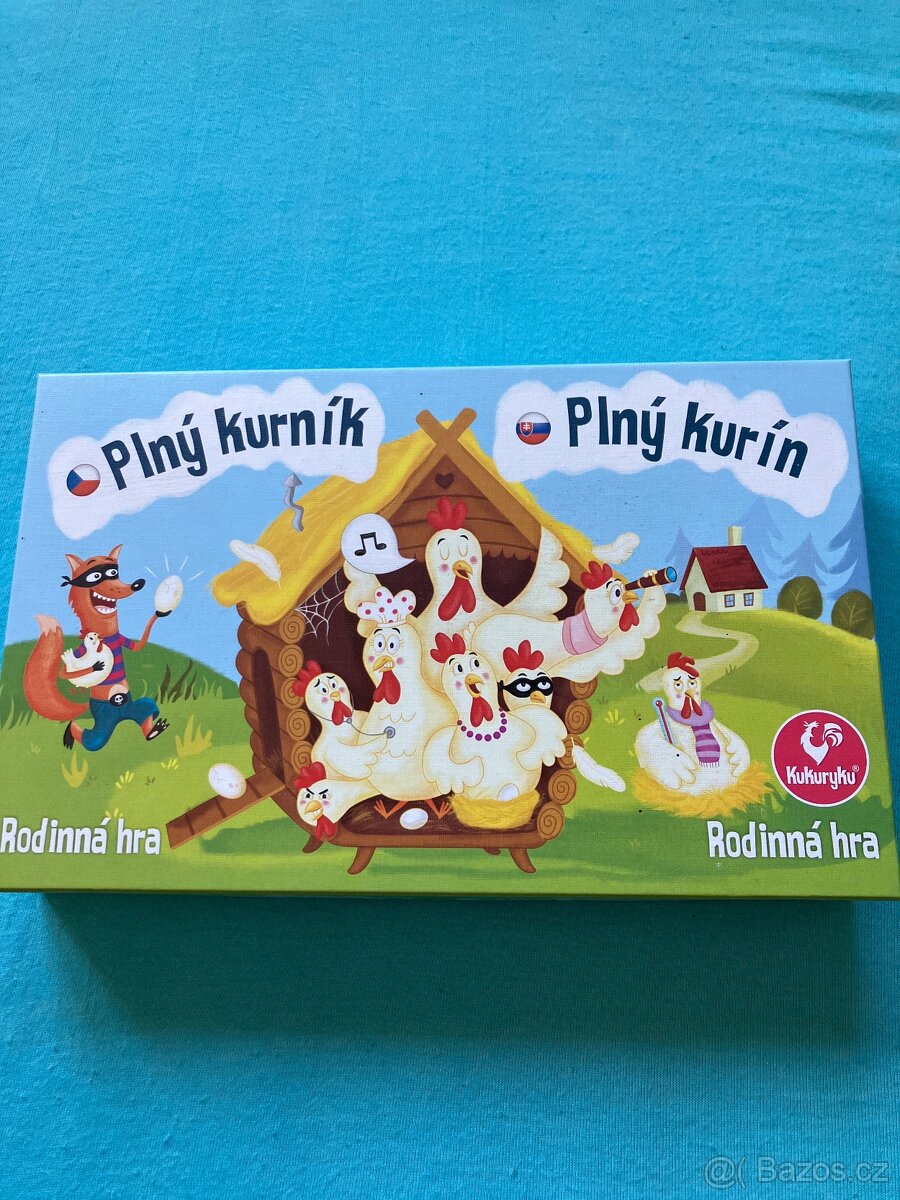 Plný kurník
Plný kurín
Kukuryku®
Rodinná hra
Rodinná hra
@( Bazos.cz